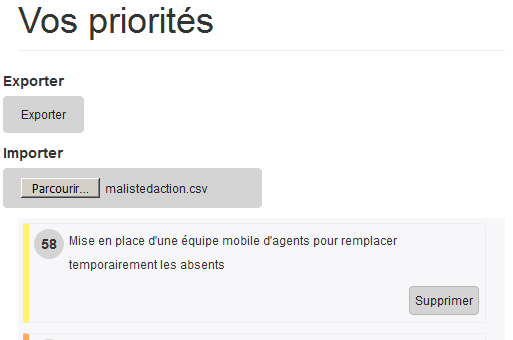 Vos priorités
Exporter
Exporter
Importer
Parcourir... malistedaction.csv
58 Mise en place d'une équipe mobile d'agents pour remplacer
temporairement les absents
Supprimer